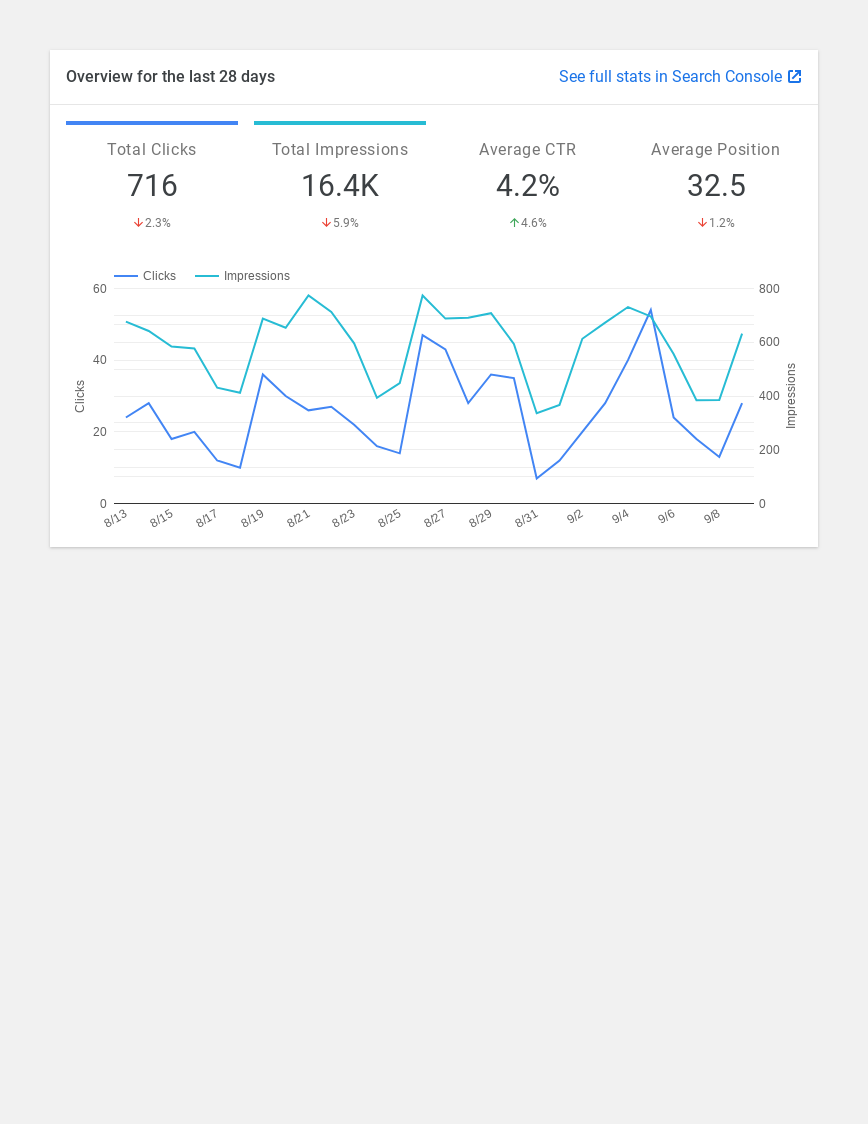 Overview for the last 28 days
See full stats in Search Console
Total Clicks
716
2.3%
Total Impressions
16.4K
5.9%
Average CTR
4.2%
4.6%
Average Position
32.5
1.2%
Clicks
Impressions
60
40
20
0
Clicks
800
600
400
200
0
Impressions
8/13
8/15
8/17
8/19
8/21
8/23
8/25
8/27
8/29
8/31
9/2
9/4
9/6
9/8